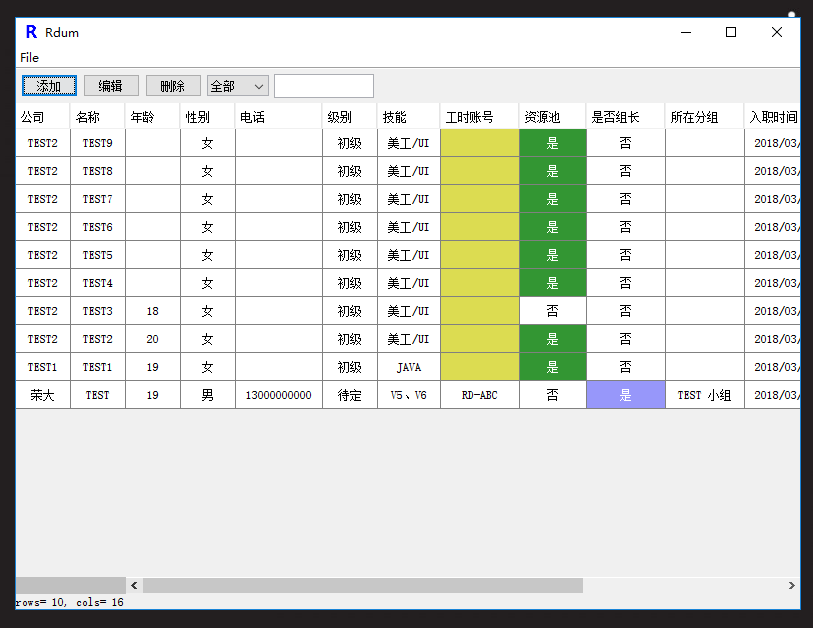 R Rdum
File
添加 编辑 删除 全部
公司 名称 年龄 性别 电话 级别 技能 工时账号 资源池 是否组长 所在分组 入职时间
TEST2 TEST9 女 初级 美工/UI 是 否 2018/03/
TEST2 TEST8 女 初级 美工/UI 是 否 2018/03/
TEST2 TEST7 女 初级 美工/UI 是 否 2018/03/
TEST2 TEST6 女 初级 美工/UI 是 否 2018/03/
TEST2 TEST5 女 初级 美工/UI 是 否 2018/03/
TEST2 TEST4 女 初级 美工/UI 是 否 2018/03/
TEST2 TEST3 18 女 初级 美工/UI 否 否 2018/03/
TEST2 TEST2 20 女 初级 美工/UI 是 否 2018/03/
TEST1 TEST1 19 女 初级 JAVA 是 否 2018/03/
荣大 TEST 19 男 13000000000 待定 V5、V6 RD-ABC 否 是 TEST 小组 2018/03/
rows= 10, cols= 16